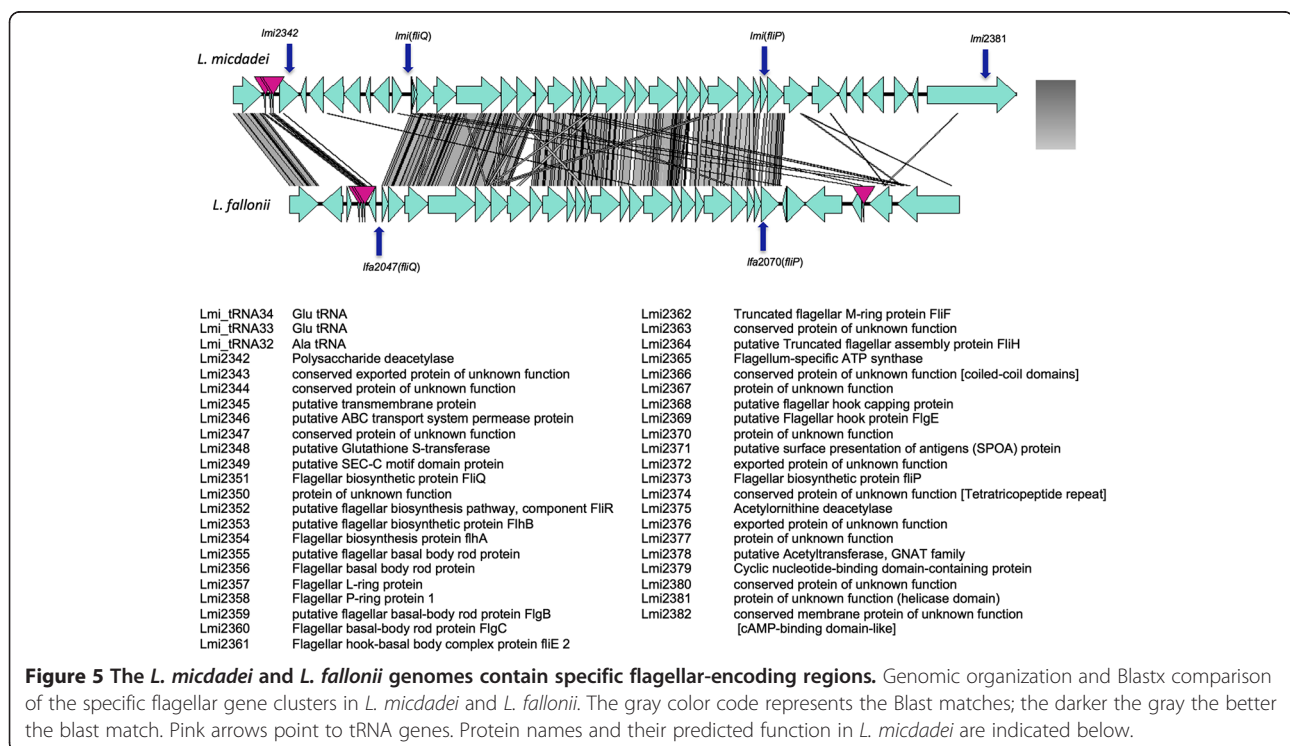 lmi2342
lmi(fliQ)
lmi(fliP)
lmi2381
L. micdadei
L. fallonii
lfa2047(fliQ)
lfa2070(fliP)
Lmi_tRNA34 Glu tRNA
Lmi_tRNA33 Glu tRNA
Lmi_tRNA32 Ala tRNA
Lmi2342 Polysaccharide deacetylase
Lmi2343 conserved exported protein of unknown function
Lmi2344 conserved protein of unknown function
Lmi2345 putative transmembrane protein
Lmi2346 putative ABC transport system permease protein
Lmi2347 conserved protein of unknown function
Lmi2348 putative Glutathione S-transferase
Lmi2349 putative SEC-C motif domain protein
Lmi2351 Flagellar biosynthetic protein FliQ
Lmi2350 protein of unknown function
Lmi2352 putative flagellar biosynthesis pathway, component FliR
Lmi2353 putative flagellar biosynthetic protein FlhB
Lmi2354 Flagellar biosynthesis protein flhA
Lmi2355 putative flagellar basal body rod protein
Lmi2356 Flagellar basal body rod protein
Lmi2357 Flagellar L-ring protein
Lmi2358 Flagellar P-ring protein 1
Lmi2359 putative flagellar basal-body rod protein FlgB
Lmi2360 Flagellar basal-body rod protein FlgC
Lmi2361 Flagellar hook-basal body complex protein fliE 2
Lmi2362 Truncated flagellar M-ring protein FliF
Lmi2363 conserved protein of unknown function
Lmi2364 putative Truncated flagellar assembly protein FliH
Lmi2365 Flagellum-specific ATP synthase
Lmi2366 conserved protein of unknown function [coiled-coil domains]
Lmi2367 protein of unknown function
Lmi2368 putative flagellar hook capping protein
Lmi2369 putative Flagellar hook protein FlgE
Lmi2370 protein of unknown function
Lmi2371 putative surface presentation of antigens (SPOA) protein
Lmi2372 exported protein of unknown function
Lmi2373 Flagellar biosynthetic protein fliP
Lmi2374 conserved protein of unknown function [Tetratricopeptide repeat]
Lmi2375 Acetylornithine deacetylase
Lmi2376 exported protein of unknown function
Lmi2377 protein of unknown function
Lmi2378 putative Acetyltransferase, GNAT family
Lmi2379 Cyclic nucleotide-binding domain-containing protein
Lmi2380 conserved protein of unknown function
Lmi2381 protein of unknown function (helicase domain)
Lmi2382 conserved membrane protein of unknown function
[cAMP-binding domain-like]
Figure 5 The L. micdadei and L. fallonii genomes contain specific flagellar-encoding regions. Genomic organization and Blastx comparison
of the specific flagellar gene clusters in L. micdadei and L. fallonii. The gray color code represents the Blast matches; the darker the gray the better
the blast match. Pink arrows point to tRNA genes. Protein names and their predicted function in L. micdadei are indicated below.